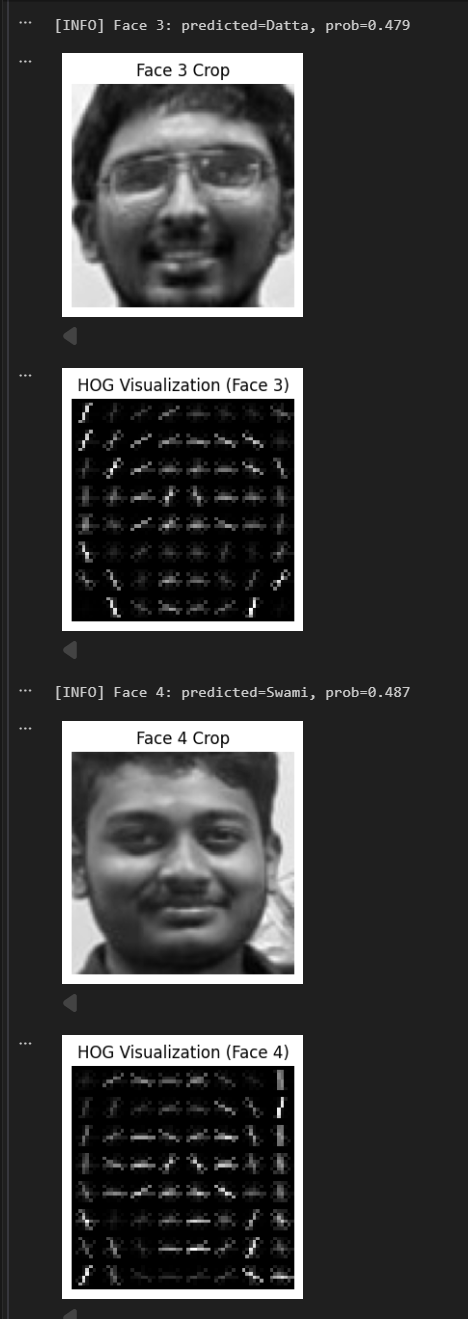 [INFO] Face 3: predicted=Datta, prob=0.479
Face 3 Crop
HOG Visualization (Face 3)
[INFO] Face 4: predicted=Swami, prob=0.487
Face 4 Crop
HOG Visualization (Face 4)